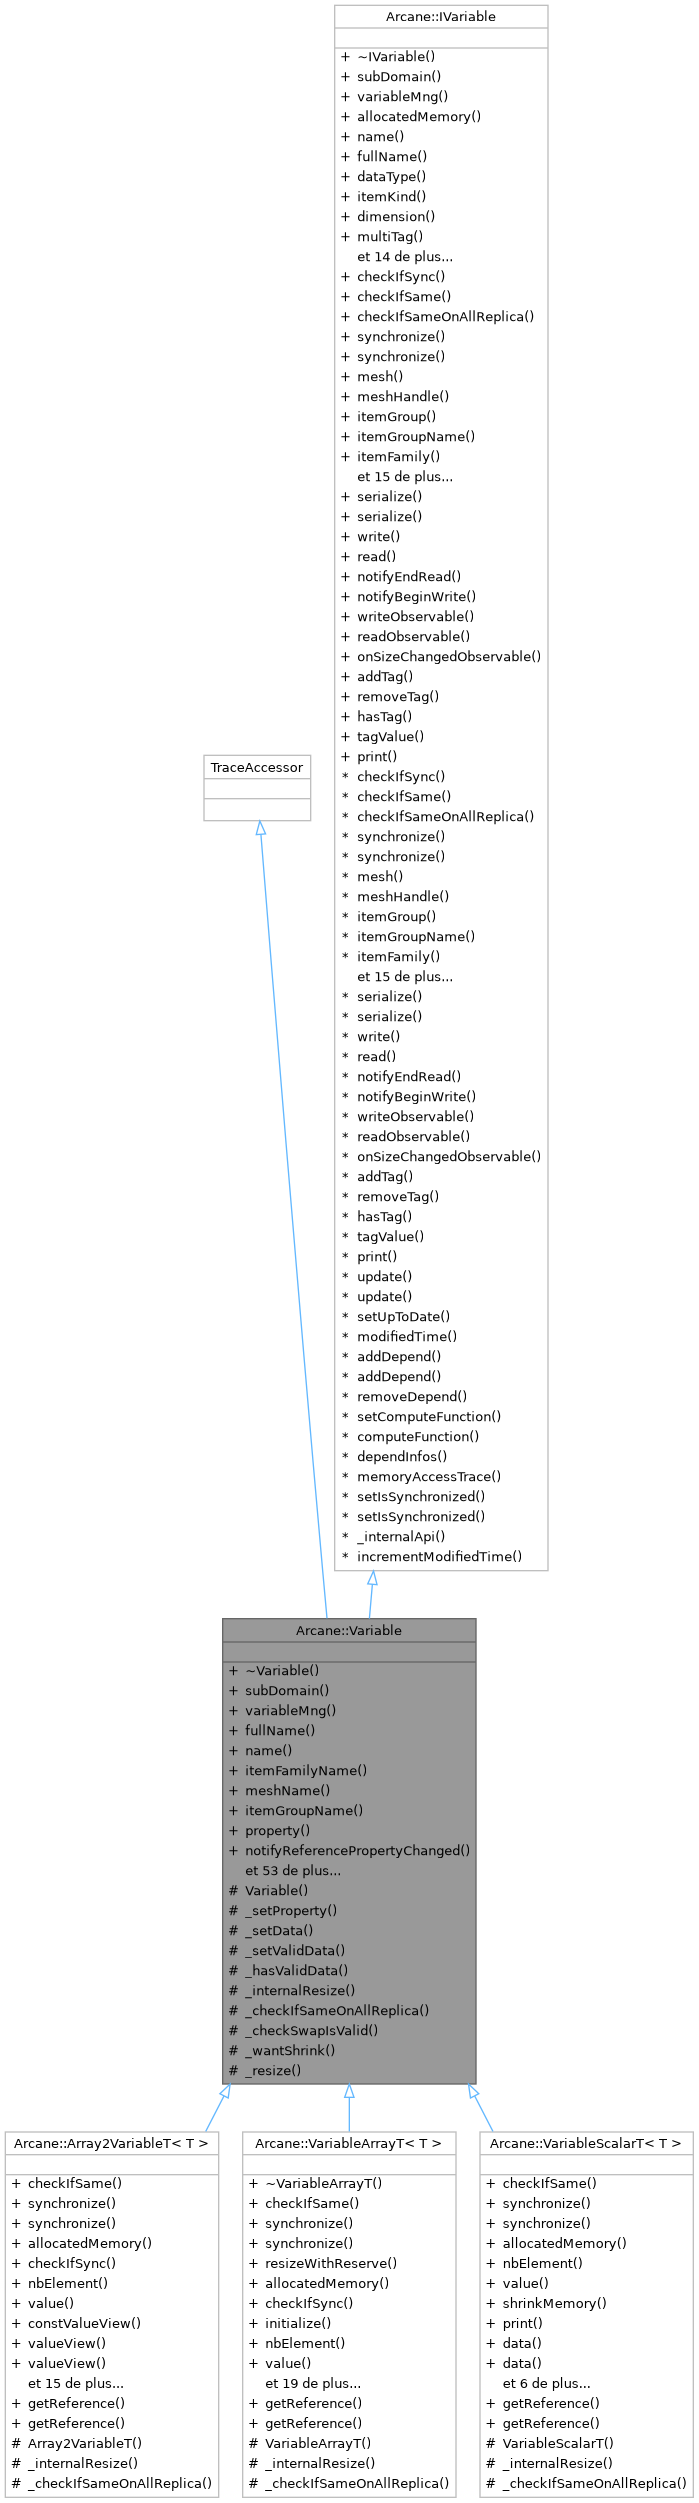 Arcane::IVariable
+ ~IVariable()
+ subDomain()
+ variableMng()
+ allocatedMemory()
+ name()
+ fullName()
+ dataType()
+ itemKind()
+ dimension()
+ multiTag()
et 14 de plus...
+ checkIfSync()
+ checkIfSame()
+ checkIfSameOnAllReplica()
+ synchronize()
+ synchronize()
+ mesh()
+ meshHandle()
+ itemGroup()
+ itemGroupName()
+ itemFamily()
et 15 de plus...
+ serialize()
+ serialize()
+ write()
+ read()
+ notifyEndRead()
+ notifyBeginWrite()
+ writeObservable()
+ readObservable()
+ onSizeChangedObservable()
+ addTag()
+ removeTag()
+ hasTag()
+ tagValue()
+ print()
* checkIfSync()
* checkIfSame()
* checkIfSameOnAllReplica()
* synchronize()
* synchronize()
* mesh()
* meshHandle()
* itemGroup()
* itemGroupName()
* itemFamily()
et 15 de plus...
* serialize()
* serialize()
* write()
* read()
* notifyEndRead()
* notifyBeginWrite()
* writeObservable()
* readObservable()
* onSizeChangedObservable()
* addTag()
* removeTag()
* hasTag()
* tagValue()
* print()
* update()
* update()
* setUpToDate()
* modifiedTime()
* addDepend()
* addDepend()
* removeDepend()
* setComputeFunction()
* computeFunction()
* dependInfos()
* memoryAccessTrace()
* setIsSynchronized()
* setIsSynchronized()
* _internalApi()
* incrementModifiedTime()
TraceAccessor
Arcane::Variable
+ ~Variable()
+ subDomain()
+ variableMng()
+ fullName()
+ name()
+ itemFamilyName()
+ meshName()
+ itemGroupName()
+ property()
+ notifyReferencePropertyChanged()
et 53 de plus...
# Variable()
# _setProperty()
# _setData()
# _setValidData()
# _hasValidData()
# _internalResize()
# _checkIfSameOnAllReplica()
# _checkSwapIsValid()
# _wantShrink()
# _resize()
Arcane::Array2VariableT< T >
+ checkIfSame()
+ synchronize()
+ synchronize()
+ allocatedMemory()
+ checkIfSync()
+ nbElement()
+ value()
+ constValueView()
+ valueView()
+ valueView()
et 15 de plus...
+ getReference()
+ getReference()
# Array2VariableT()
# _internalResize()
# _checkIfSameOnAllReplica()
Arcane::VariableArrayT< T >
+ ~VariableArrayT()
+ checkIfSame()
+ synchronize()
+ synchronize()
+ resizeWithReserve()
+ allocatedMemory()
+ checkIfSync()
+ initialize()
+ nbElement()
+ value()
et 19 de plus...
+ getReference()
+ getReference()
# VariableArrayT()
# _internalResize()
# _checkIfSameOnAllReplica()
Arcane::VariableScalarT< T >
+ checkIfSame()
+ synchronize()
+ synchronize()
+ allocatedMemory()
+ nbElement()
+ value()
+ shrinkMemory()
+ print()
+ data()
+ data()
et 6 de plus...
+ getReference()
+ getReference()
# VariableScalarT()
# _internalResize()
# _checkIfSameOnAllReplica()